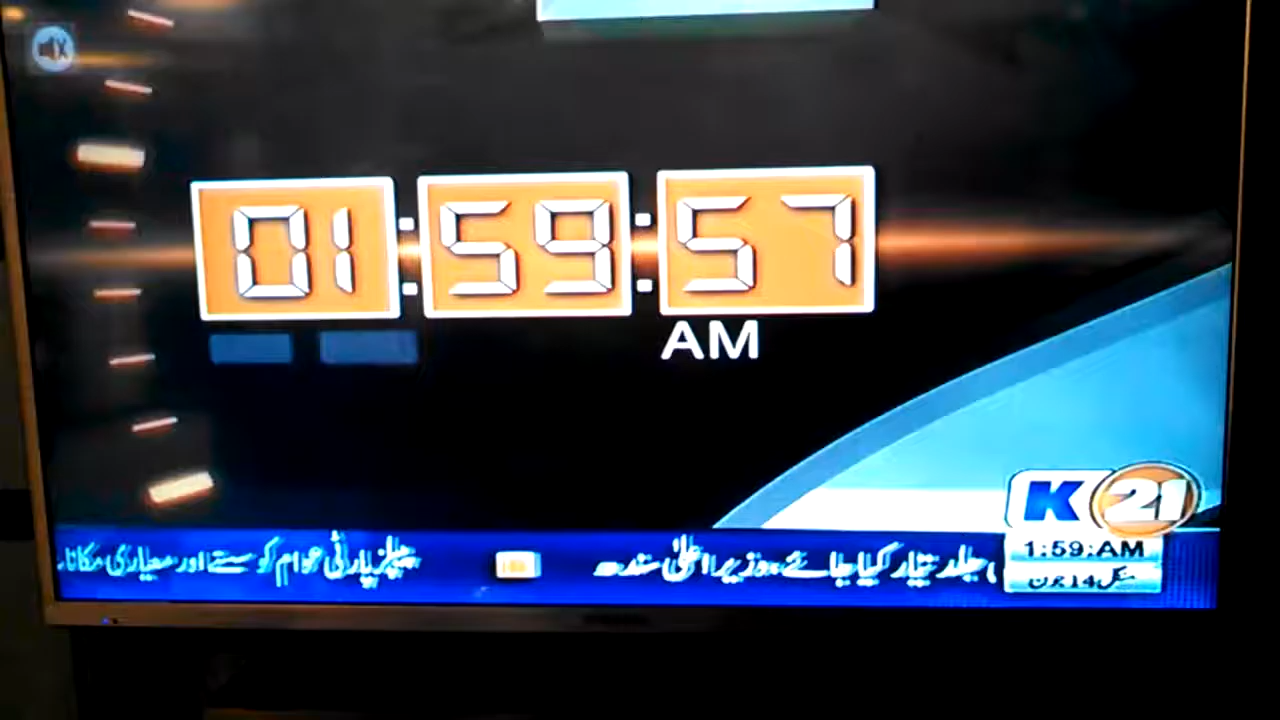 01:59:57
AM
K21
1:59:AM
منگل 14 جون
جلد تیار کیا جائے، وزیراعلیٰ سندھ
پیپلزپارٹی عوام کو سستے اور معیاری مکانا